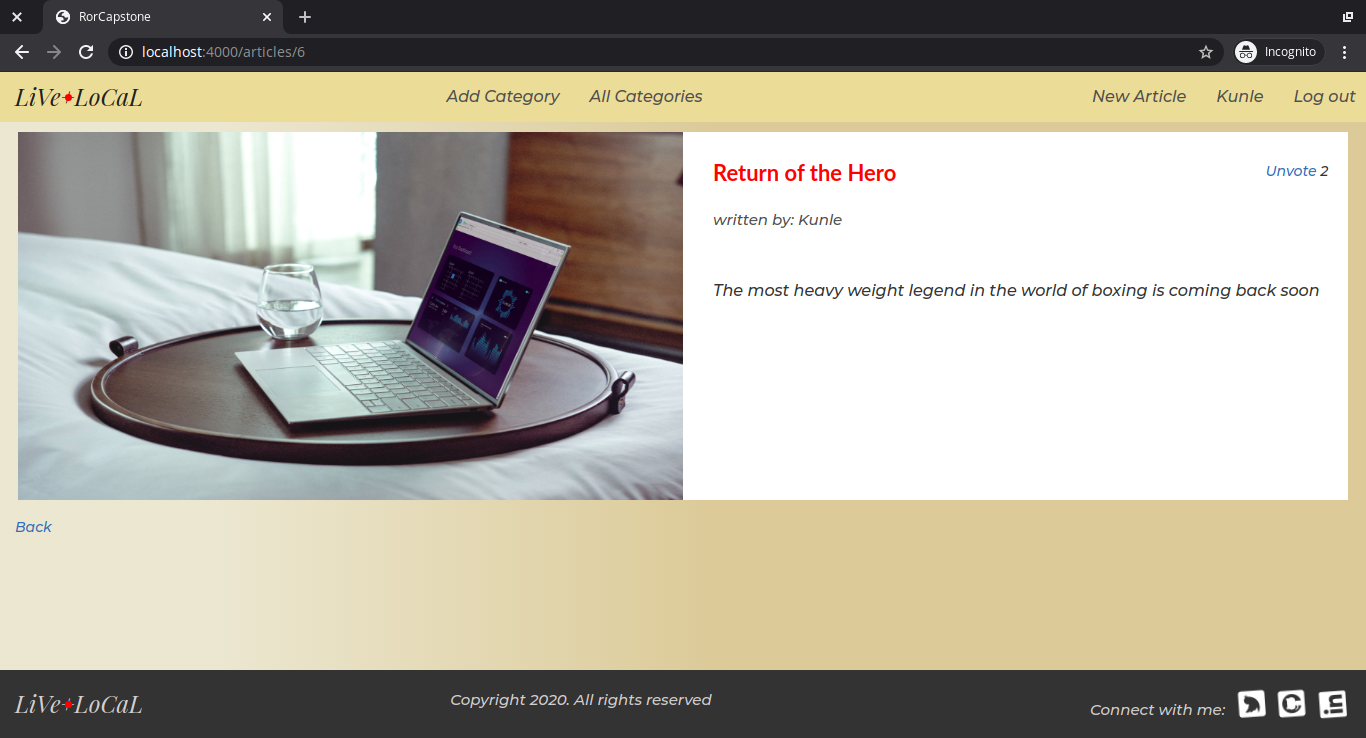 RorCapstone
localhost:4000/articles/6
Incognito
LiVe LoCaL
Add Category
All Categories
New Article
Kunle
Log out
Return of the Hero
Unvote 2
written by: Kunle
The most heavy weight legend in the world of boxing is coming back soon
Back
LiVe LoCaL
Copyright 2020. All rights reserved
Connect with me: